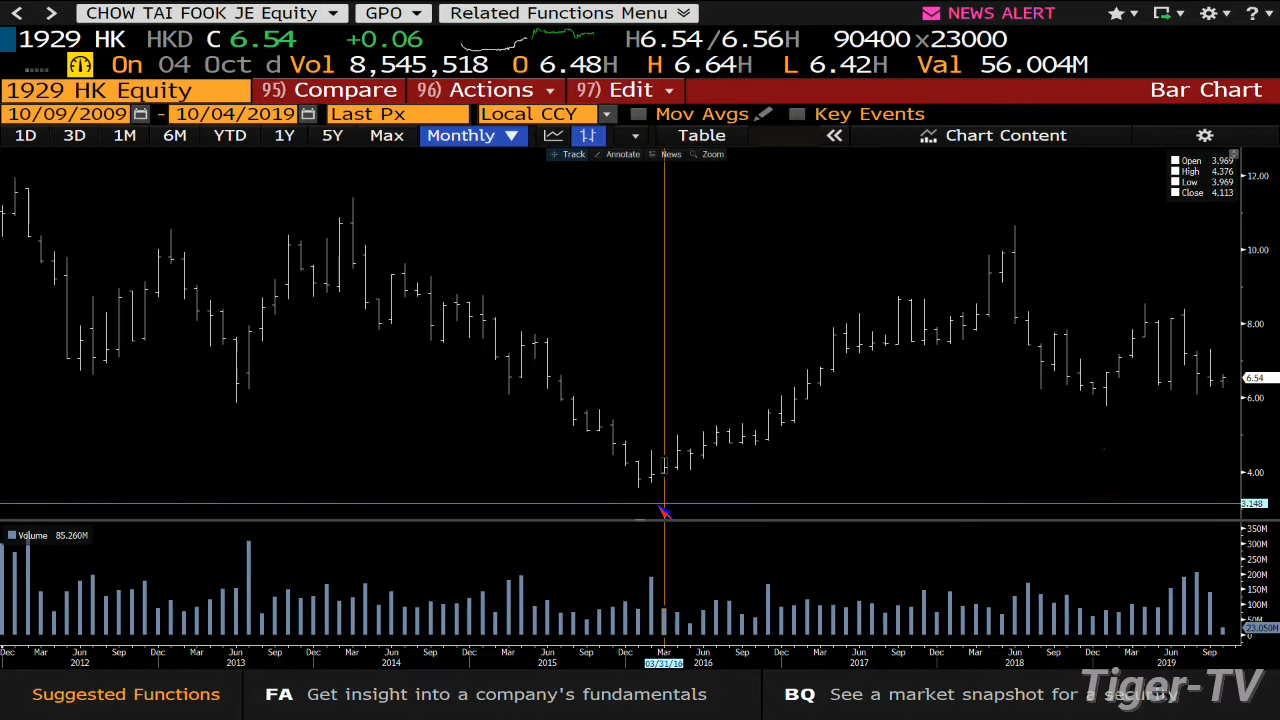 < > CHOW TAI FOOK JE Equity GPO Related Functions Menu NEWS ALERT ?
1929 HK HKD C 6.54 +0.06 H6.54/6.56H 90400x23000
On 04 Oct d Vol 8,545,518 O 6.48H H 6.64H L 6.42H Val 56.004M
1929 HK Equity 95) Compare 96) Actions 97) Edit Bar Chart
10/09/2009 - 10/04/2019 Last Px Local CCY Mov Avgs Key Events
1D 3D 1M 6M YTD 1Y 5Y Max Monthly Table « Chart Content
Track Annotate News Zoom
Open 3.969
High 4.376
Low 3.969
Close 4.113
12.00
10.00
8.00
6.54
6.00
4.00
3.148
Volume 85.260M
350M
300M
250M
200M
150M
100M
50M
23.050M
0
Dec Mar Jun Sep Dec Mar Jun Sep Dec Mar Jun Sep Dec Mar Jun Sep Dec Mar Jun Sep Dec Mar Jun Sep Dec Mar Jun Sep Dec Mar Jun Sep
2012 2013 2014 2015 03/31/16 2016 2017 2018 2019
Suggested Functions FA Get insight into a company's fundamentals BQ See a market snapshot for a security
Tiger-TV